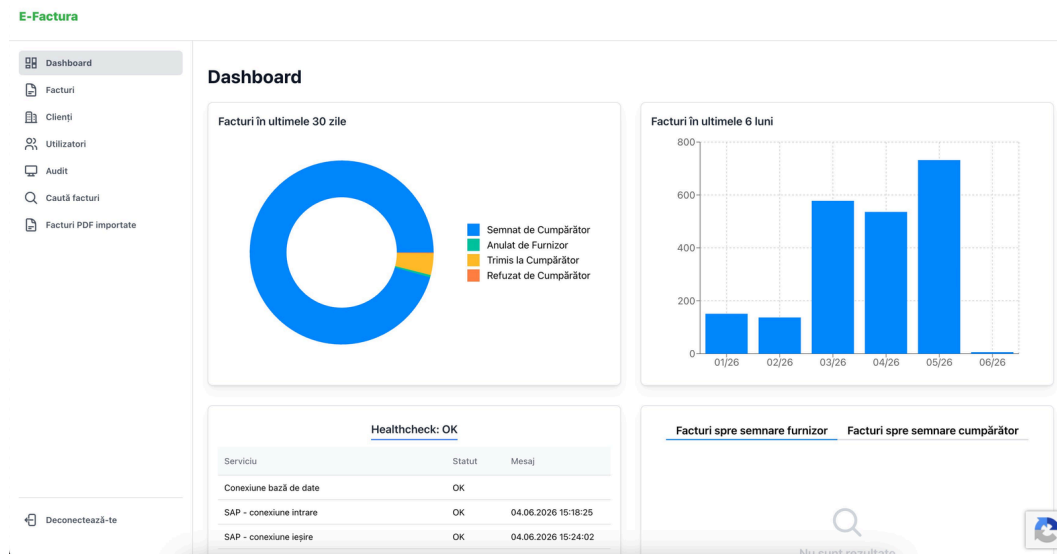 E-Factura
Dashboard
Facturi
Clienți
Utilizatori
Audit
Caută facturi
Facturi PDF importate
Deconectează-te
Dashboard
Facturi în ultimele 30 zile
Semnat de Cumpărător
Anulat de Furnizor
Trimis la Cumpărător
Refuzat de Cumpărător
Facturi în ultimele 6 luni
800
600
400
200
0
01/26 02/26 03/26 04/26 05/26 06/26
Healthcheck: OK
Serviciu Statut Mesaj
Conexiune bază de date OK
SAP - conexiune intrare OK 04.06.2026 15:18:25
SAP - conexiune ieșire OK 04.06.2026 15:24:02
Facturi spre semnare furnizor Facturi spre semnare cumpărător
Nu sunt rezultate